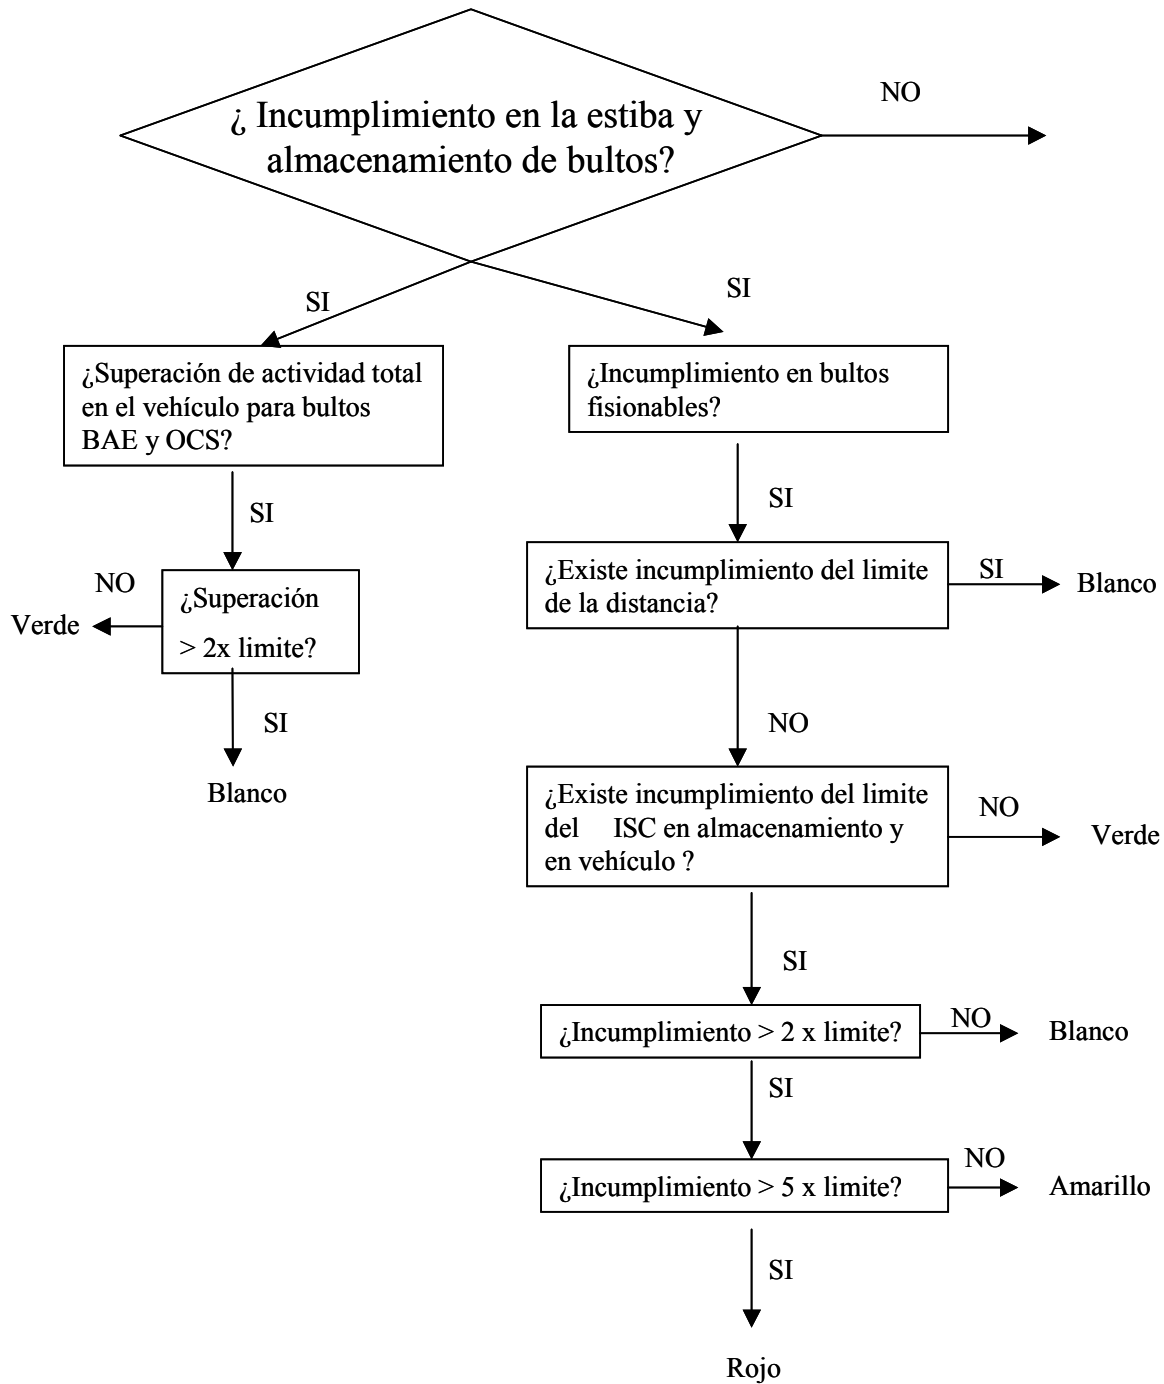 NO
¿ Incumplimiento en la estiba y
almacenamiento de bultos?
SI
SI
¿Superación de actividad total
en el vehículo para bultos
BAE y OCS?
SI
NO
¿Superación
> 2x limite?
Verde
SI
Blanco
¿Incumplimiento en bultos
fisionables?
SI
¿Existe incumplimiento del limite
de la distancia?
SI
Blanco
NO
¿Existe incumplimiento del limite
del ISC en almacenamiento y
en vehículo ?
NO
Verde
SI
¿Incumplimiento > 2 x limite?
NO
Blanco
SI
¿Incumplimiento > 5 x limite?
NO
Amarillo
SI
Rojo